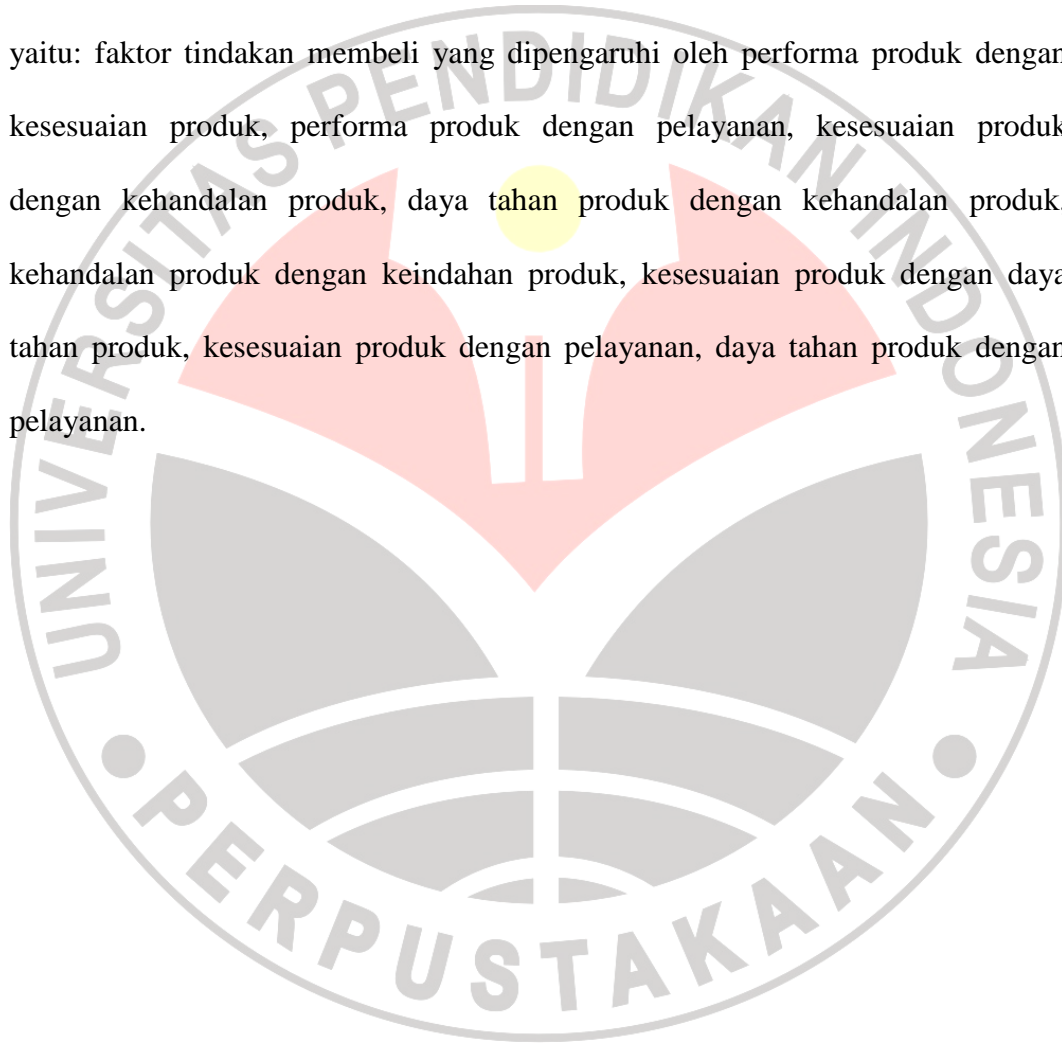 yaitu: faktor tindakan membeli yang dipengaruhi oleh performa produk dengan
kesesuaian produk, performa produk dengan pelayanan, kesesuaian produk
dengan kehandalan produk, daya tahan produk dengan kehandalan produk,
kehandalan produk dengan keindahan produk, kesesuaian produk dengan daya
tahan produk, kesesuaian produk dengan pelayanan, daya tahan produk dengan
pelayanan.
UNIVERSITAS PENDIDIKAN INDONESIA
PERPUSTAKAAN